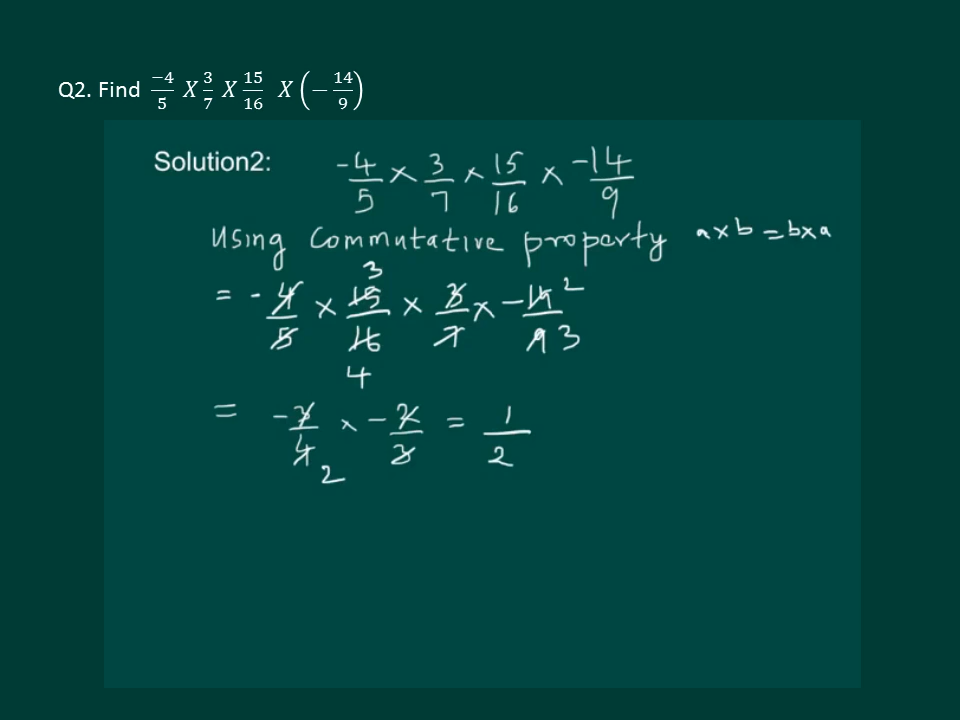 Q2. Find −4/5 X 3/7 X 15/16 X (−14/9)
Solution2: -4/5 × 3/7 × 15/16 × -14/9
Using Commutative property a×b = b×a
= -4/5 × 15/16 × 3/7 × -14/9
3 2
4 3
= -3/4 × -2/3 = 1/2
2